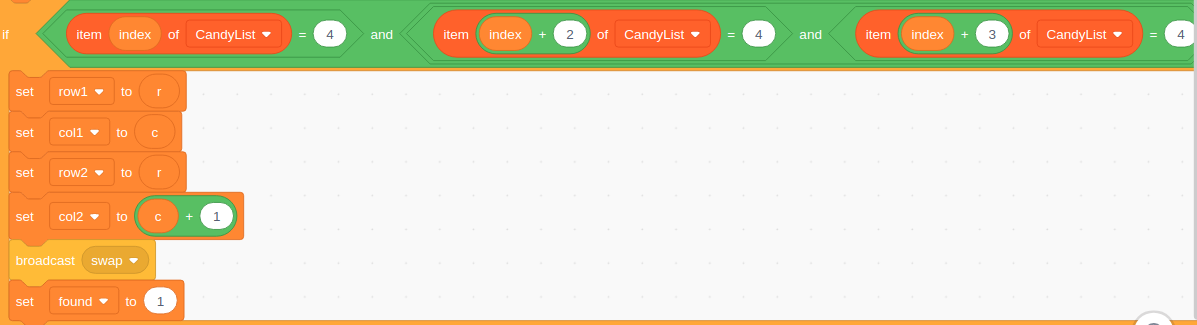 if item index of CandyList = 4 and item index + 2 of CandyList = 4 and item index + 3 of CandyList = 4
set row1 to r
set col1 to c
set row2 to r
set col2 to c + 1
broadcast swap
set found to 1